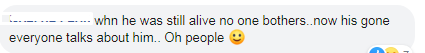 whn he was still alive no one bothers..now his gone
everyone talks about him.. Oh people 😀